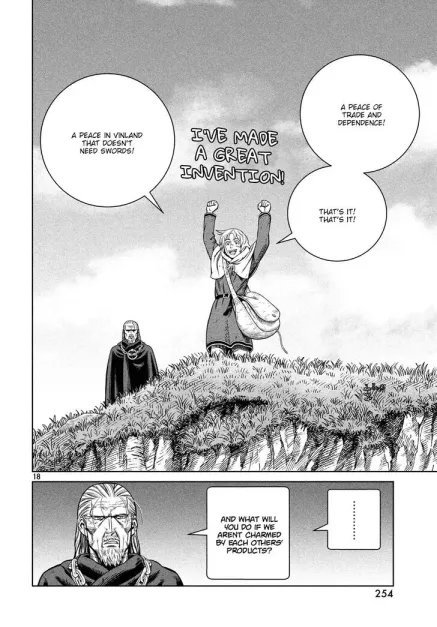 A PEACE OF
TRADE AND
DEPENDENCE!
THAT'S IT!
THAT'S IT!
I'VE MADE
A GREAT
INVENTION!
A PEACE IN VINLAND
THAT DOESN'T
NEED SWORDS!
18
...........
AND WHAT WILL
YOU DO IF WE
ARENT CHARMED
BY EACH OTHERS'
PRODUCTS?
254